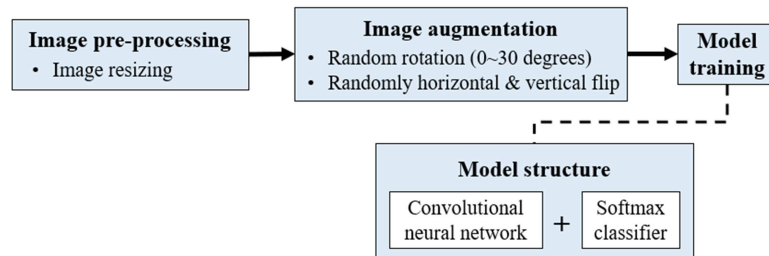 Image pre-processing
• Image resizing
Image augmentation
• Random rotation (0~30 degrees)
• Randomly horizontal & vertical flip
Model
training
Model structure
Convolutional
neural network
+
Softmax
classifier